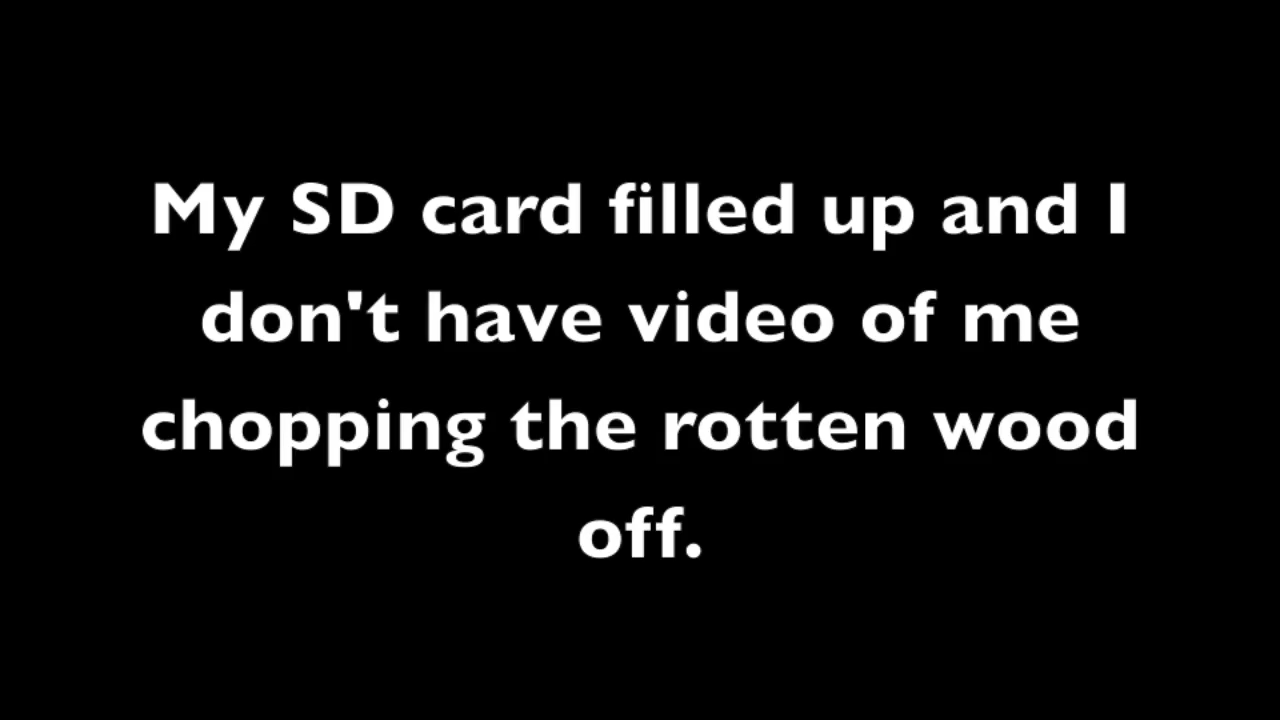 My SD card filled up and I
don't have video of me
chopping the rotten wood
off.